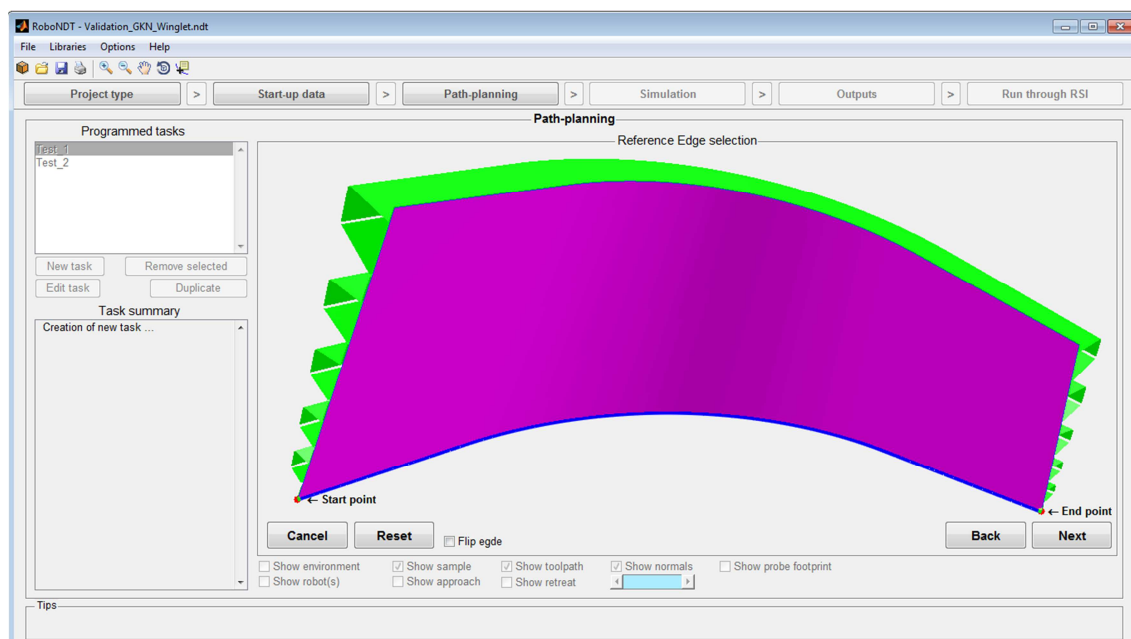 RoboNDT - Validation_GKN_Winglet.ndt
File Libraries Options Help
Project type > Start-up data > Path-planning > Simulation > Outputs > Run through RSI
Path-planning
Programmed tasks
Test_1
Test_2
New task Remove selected
Edit task Duplicate
Task summary
Creation of new task ...
Reference Edge selection
← Start point
← End point
Cancel Reset Flip egde Back Next
Show environment Show sample Show toolpath Show normals Show probe footprint
Show robot(s) Show approach Show retreat
Tips